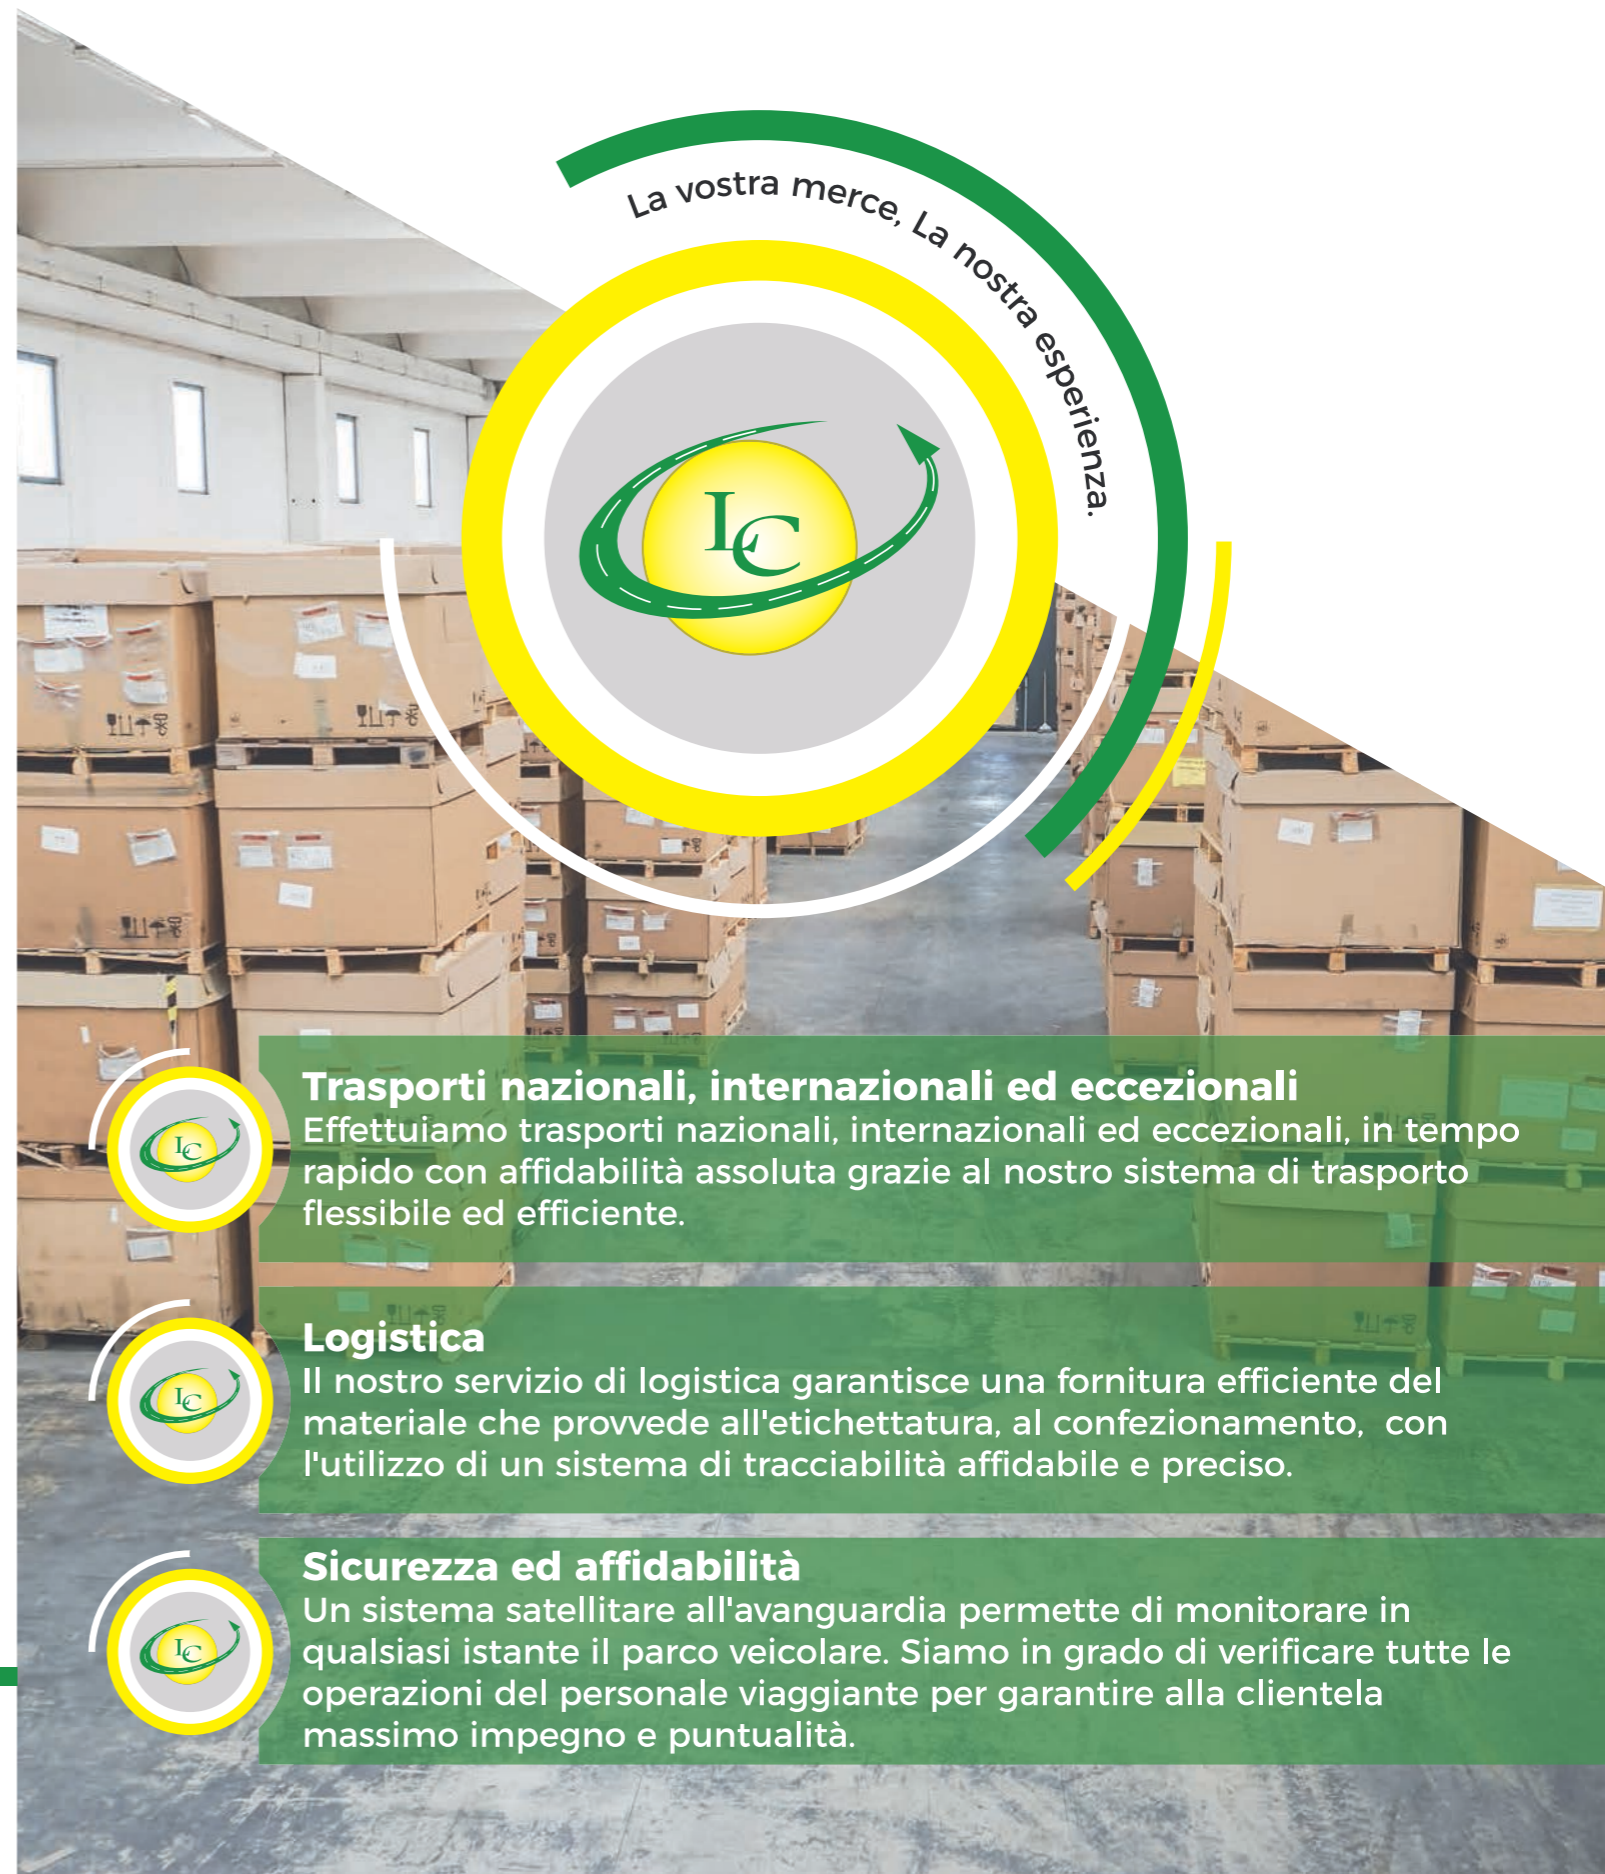 La vostra merce, La nostra esperienza.
LC
Trasporti nazionali, internazionali ed eccezionali
Effettuiamo trasporti nazionali, internazionali ed eccezionali, in tempo
rapido con affidabilità assoluta grazie al nostro sistema di trasporto
flessibile ed efficiente.
LC
Logistica
Il nostro servizio di logistica garantisce una fornitura efficiente del
materiale che provvede all'etichettatura, al confezionamento,  con
l'utilizzo di un sistema di tracciabilità affidabile e preciso.
LC
Sicurezza ed affidabilità
Un sistema satellitare all'avanguardia permette di monitorare in
qualsiasi istante il parco veicolare. Siamo in grado di verificare tutte le
operazioni del personale viaggiante per garantire alla clientela
massimo impegno e puntualità.
LC